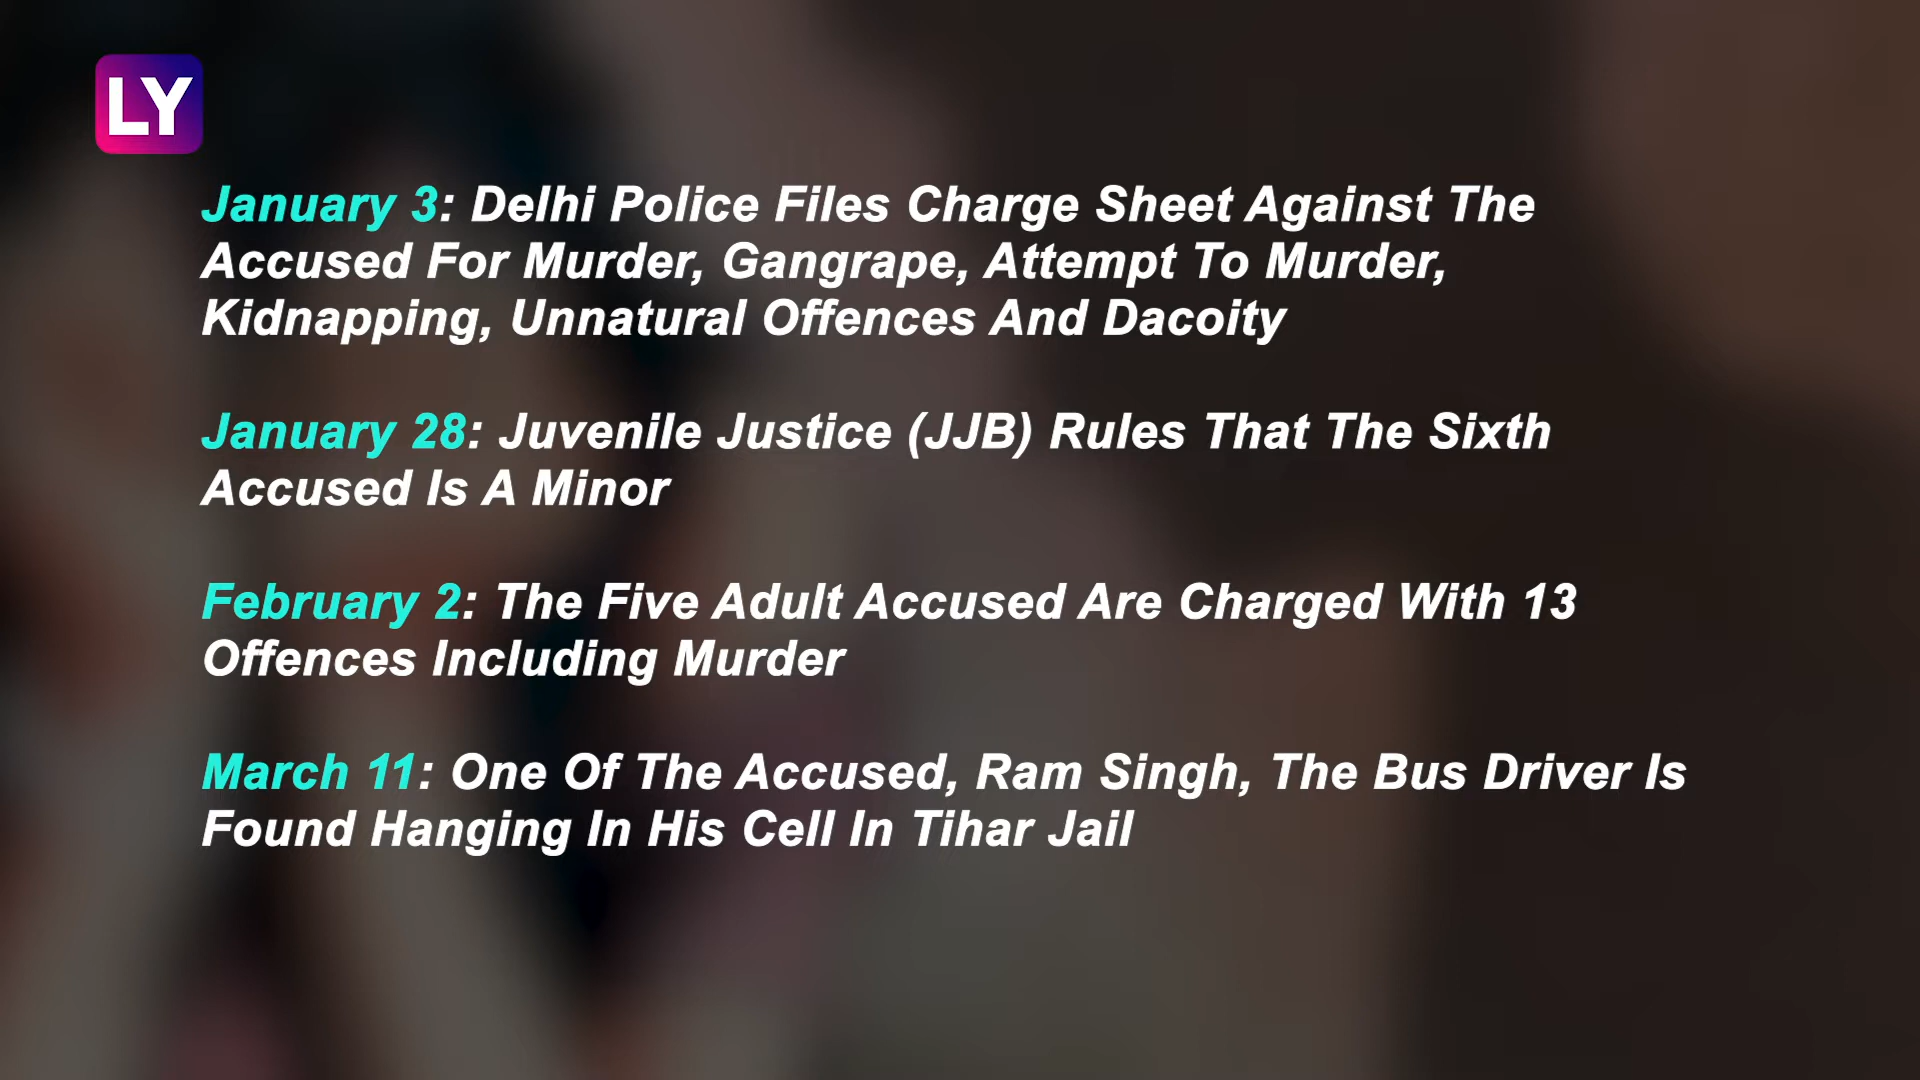 LY
January 3: Delhi Police Files Charge Sheet Against The
Accused For Murder, Gangrape, Attempt To Murder,
Kidnapping, Unnatural Offences And Dacoity
January 28: Juvenile Justice (JJB) Rules That The Sixth
Accused Is A Minor
February 2: The Five Adult Accused Are Charged With 13
Offences Including Murder
March 11: One Of The Accused, Ram Singh, The Bus Driver Is
Found Hanging In His Cell In Tihar Jail